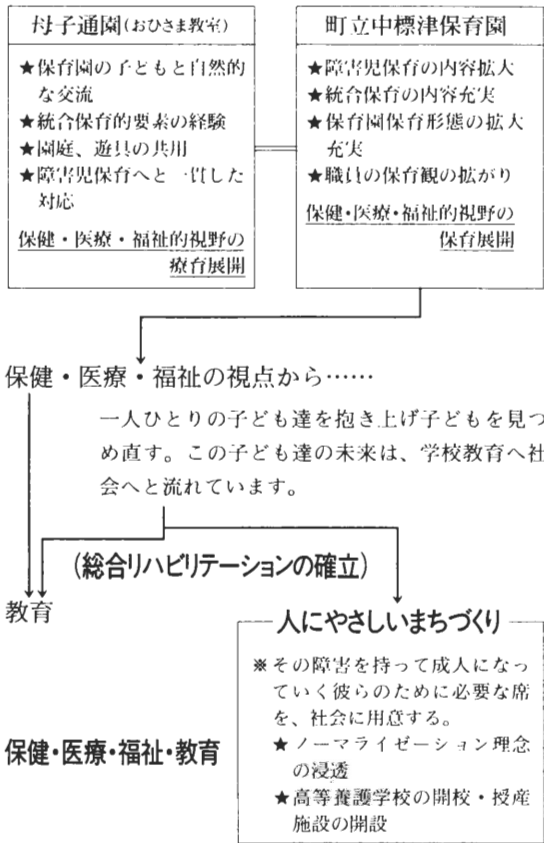 母子通園(おひさま教室)
★保育園の子どもと自然的
な交流
★統合保育的要素の経験
★園庭、遊具の共用
★障害児保育へと一貫した
対応
保健・医療・福祉的視野の
療育展開
町立中標津保育園
★障害児保育の内容拡大
★統合保育の内容充実
★保育園保育形態の拡大
充実
★職員の保育観の拡がり
保健・医療・福祉的視野の
保育展開
保健・医療・福祉の視点から……
一人ひとりの子ども達を抱き上げ子どもを見つ
め直す。この子ども達の未来は、学校教育へ社
会へと流れています。
(総合リハビリテーションの確立)
教育
人にやさしいまちづくり
※その障害を持って成人になっ
ていく彼らのために必要な席
を、社会に用意する。
★ノーマライゼーション理念
の浸透
★高等養護学校の開校・授産
施設の開設
保健・医療・福祉・教育